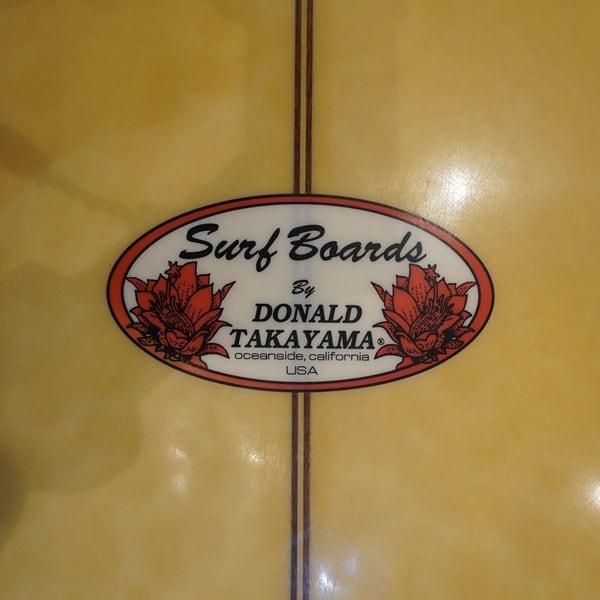 Surf Boards
By
DONALD
TAKAYAMA®
oceanside, california
USA